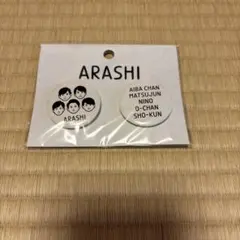 ARASHI
ARASHI
AIBA CHAN
MATSUJUN
NINO
O-CHAN
SHO-KUN